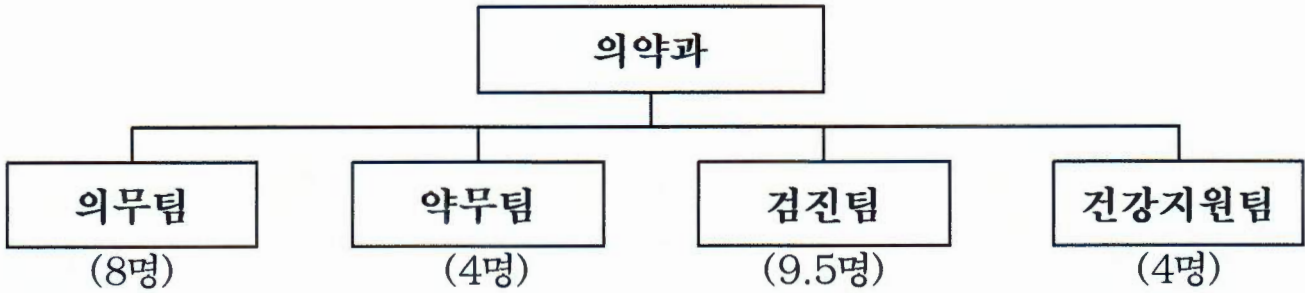 의약과
의무팀 약무팀 검진팀 건강지원팀
(8명) (4명) (9.5명) (4명)